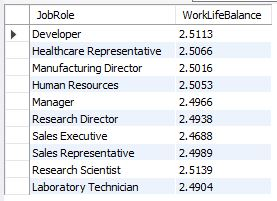 JobRole WorkLifeBalance
Developer 2.5113
Healthcare Representative 2.5066
Manufacturing Director 2.5016
Human Resources 2.5053
Manager 2.4966
Research Director 2.4938
Sales Executive 2.4688
Sales Representative 2.4989
Research Scientist 2.5139
Laboratory Technician 2.4904